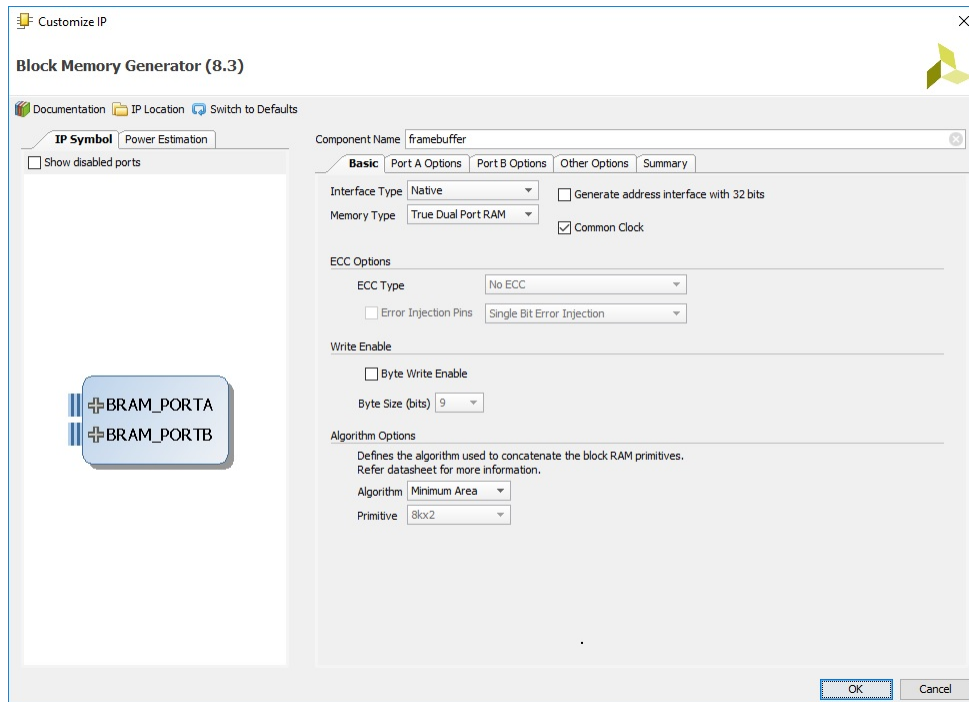 Customize IP
Block Memory Generator (8.3)
Documentation IP Location Switch to Defaults
IP Symbol Power Estimation
Show disabled ports
BRAM_PORTA
BRAM_PORTB
Component Name framebuffer
Basic Port A Options Port B Options Other Options Summary
Interface Type Native Generate address interface with 32 bits
Memory Type True Dual Port RAM
Common Clock
ECC Options
ECC Type No ECC
Error Injection Pins Single Bit Error Injection
Write Enable
Byte Write Enable
Byte Size (bits) 9
Algorithm Options
Defines the algorithm used to concatenate the block RAM primitives.
Refer datasheet for more information.
Algorithm Minimum Area
Primitive 8kx2
OK Cancel